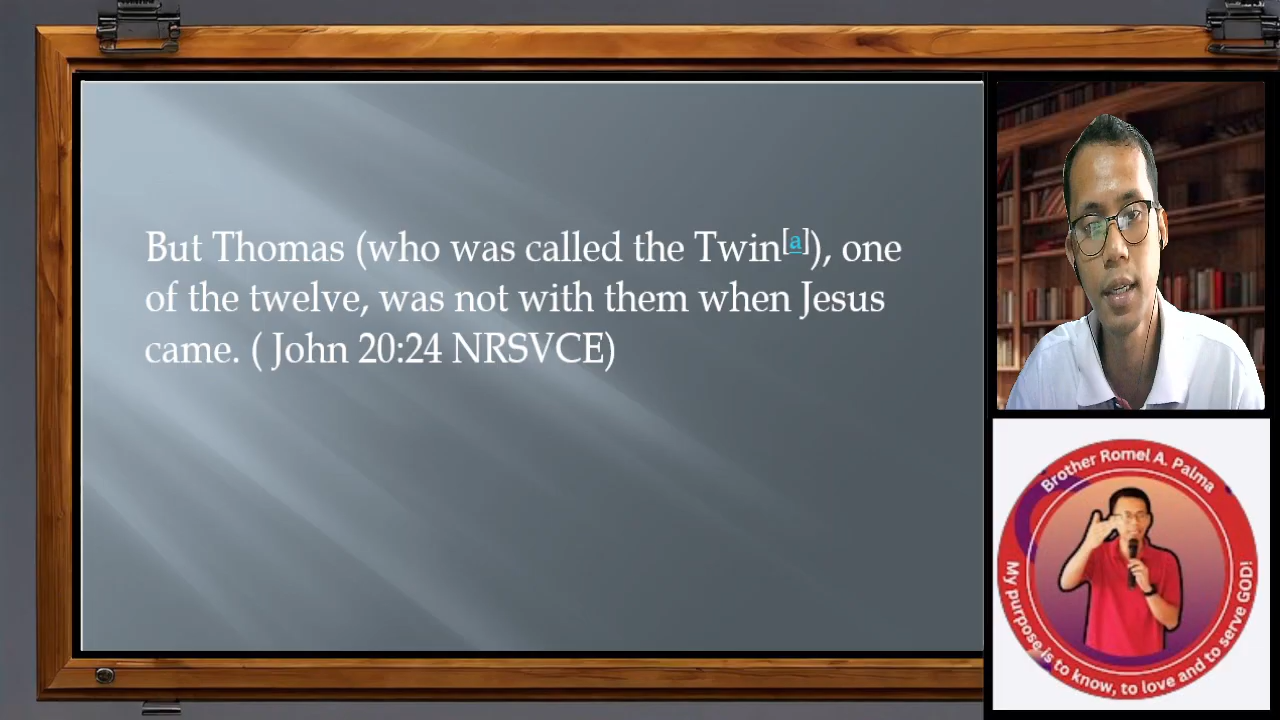 But Thomas (who was called the Twin[a]), one
of the twelve, was not with them when Jesus
came. ( John 20:24 NRSVCE)
Brother Romel A. Palma
My purpose is to know, to love and to serve GOD!